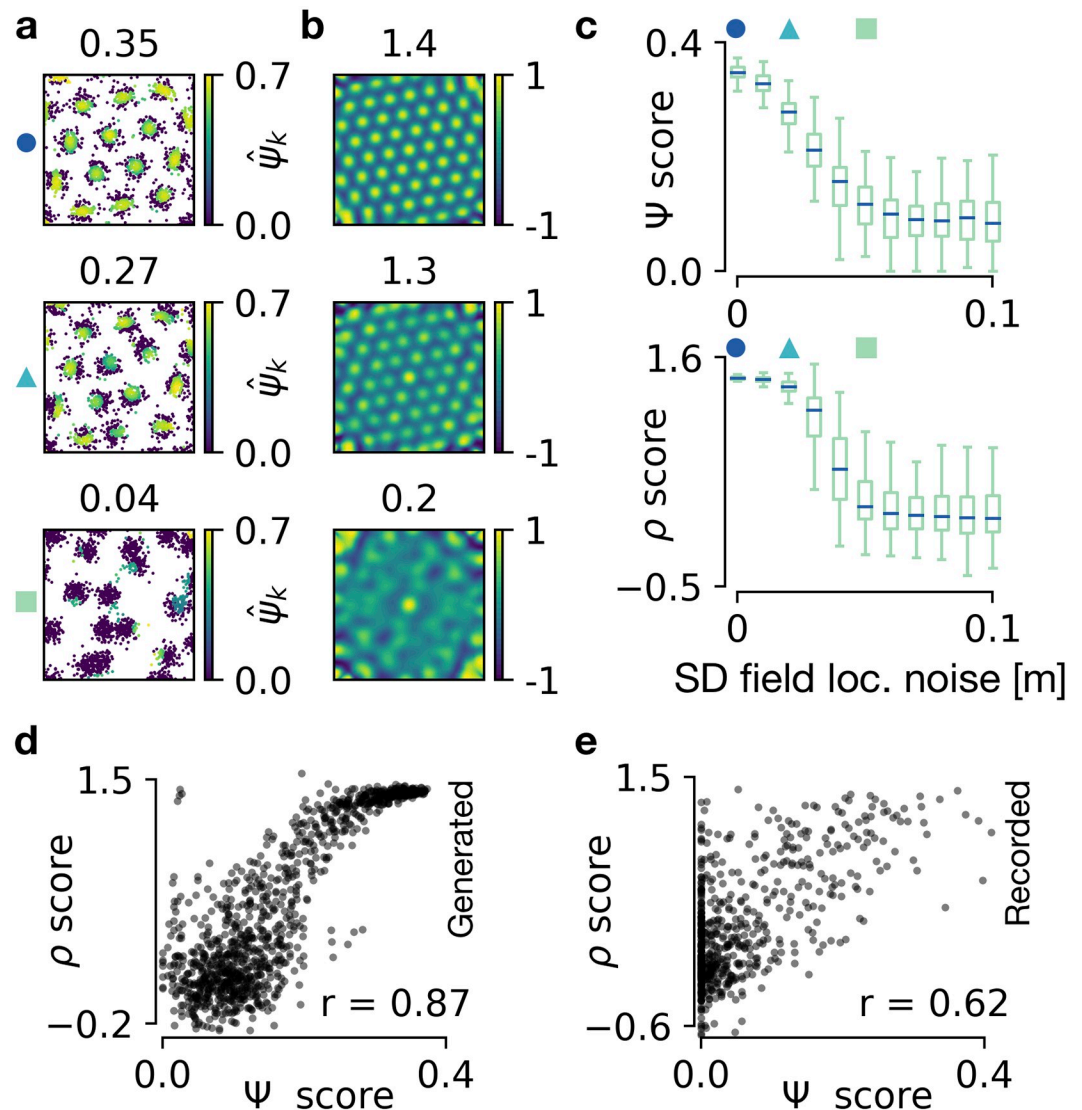 a
0.35
0.7
ψ̂k
0.0
0.27
0.7
ψ̂k
0.0
0.04
0.7
ψ̂k
0.0
b
1.4
1
-1
1.3
1
-1
0.2
1
-1
c
0.4
Ψ score
0.0
0
0.1
1.6
ρ score
−0.5
0
0.1
SD field loc. noise [m]
d
1.5
ρ score
−0.2
Generated
r = 0.87
0.0
0.4
Ψ score
e
1.5
ρ score
−0.6
Recorded
r = 0.62
0.0
0.4
Ψ score